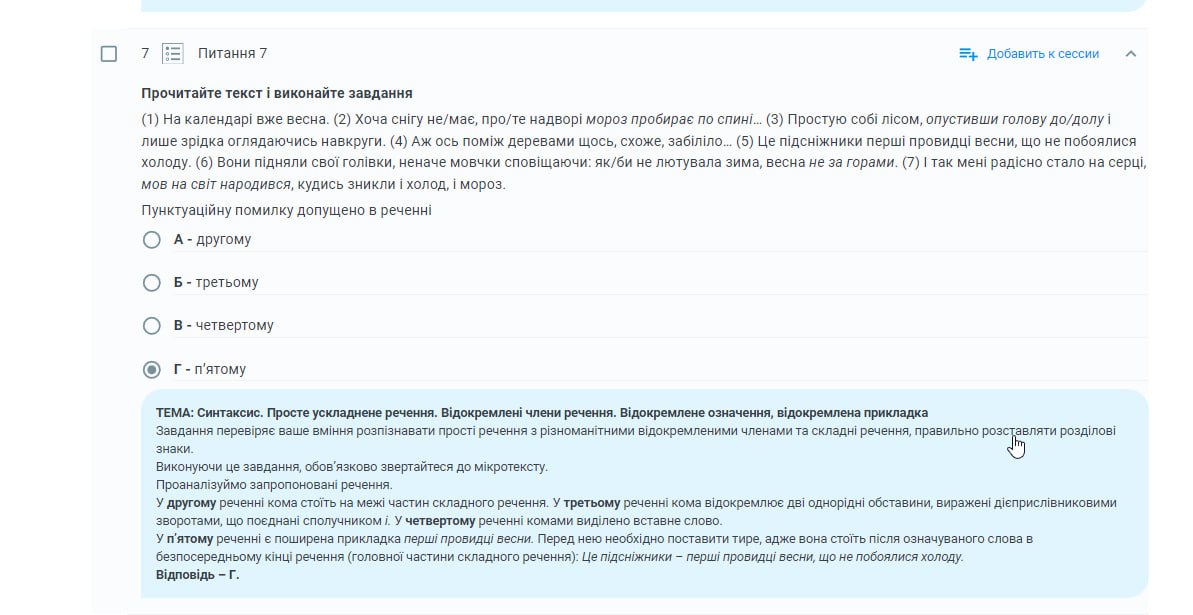 7 Питання 7 Добавить к сессии
Прочитайте текст і виконайте завдання
(1) На календарі вже весна. (2) Хоча снігу не/має, про/те надворі мороз пробирає по спині... (3) Простую собі лісом, опустивши голову до/долу і
лише зрідка оглядаючись навкруги. (4) Аж ось поміж деревами щось, схоже, забіліло... (5) Це підсніжники перші провидці весни, що не побоялися
холоду. (6) Вони підняли свої голівки, неначе мовчки сповіщаючи: як/би не лютувала зима, весна не за горами. (7) І так мені радісно стало на серці,
мов на світ народився, кудись зникли і холод, і мороз.
Пунктуаційну помилку допущено в реченні
А - другому
Б - третьому
В - четвертому
Г - п'ятому
ТЕМА: Синтаксис. Просте ускладнене речення. Відокремлені члени речення. Відокремлене означення, відокремлена прикладка
Завдання перевіряє ваше вміння розпізнавати прості речення з різноманітними відокремленими членами та складні речення, правильно розставляти розділові
знаки.
Виконуючи це завдання, обов'язково звертайтеся до мікротексту.
Проаналізуймо запропоновані речення.
У другому реченні кома стоїть на межі частин складного речення. У третьому реченні кома відокремлює дві однорідні обставини, виражені дієприслівниковими
зворотами, що поєднані сполучником і. У четвертому реченні комами виділено вставне слово.
У п'ятому реченні є поширена прикладка перші провидці весни. Перед нею необхідно поставити тире, адже вона стоїть після означуваного слова в
безпосередньому кінці речення (головної частини складного речення): Це підсніжники – перші провидці весни, що не побоялися холоду.
Відповідь – Г.